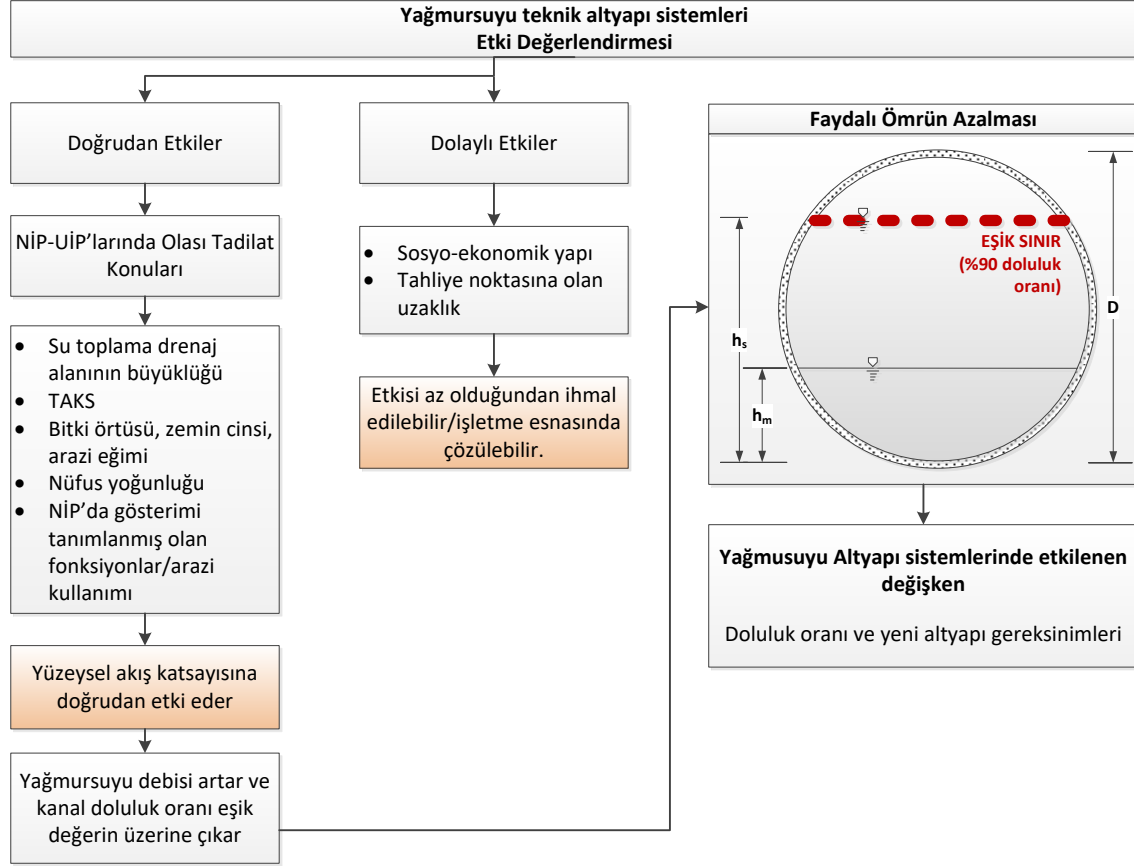 Yağmursuyu teknik altyapı sistemleri
Etki Değerlendirmesi
Doğrudan Etkiler
NİP-UİP’larında Olası Tadilat
Konuları
• Su toplama drenaj
alanının büyüklüğü
• TAKS
• Bitki örtüsü, zemin cinsi,
arazi eğimi
• Nüfus yoğunluğu
• NİP’da gösterimi
tanımlanmış olan
fonksiyonlar/arazi
kullanımı
Yüzeysel akış katsayısına
doğrudan etki eder
Yağmursuyu debisi artar ve
kanal doluluk oranı eşik
değerin üzerine çıkar
Dolaylı Etkiler
• Sosyo-ekonomik yapı
• Tahliye noktasına olan
uzaklık
Etkisi az olduğundan ihmal
edilebilir/işletme esnasında
çözülebilir.
Faydalı Ömrün Azalması
EŞİK SINIR
(%90 doluluk
oranı)
D
hs
hm
Yağmusuyu Altyapı sistemlerinde etkilenen
değişken
Doluluk oranı ve yeni altyapı gereksinimleri